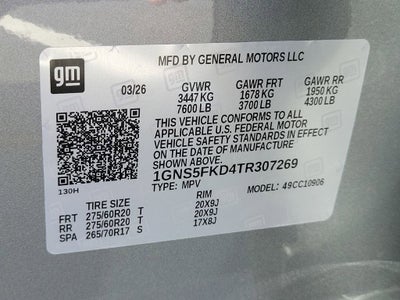 gm
MFD BY GENERAL MOTORS LLC
03/26 GVWR GAWR FRT GAWR RR
3447 KG 1678 KG 1950 KG
7600 LB 3700 LB 4300 LB
THIS VEHICLE CONFORMS TO ALL
APPLICABLE U.S. FEDERAL MOTOR
VEHICLE SAFETY STANDARDS IN EFFECT
ON THE DATE OF MANUFACTURE
SHOWN ABOVE.
1GNS5FKD4TR307269
TYPE: MPV MODEL: 49CC10906
130H
TIRE SIZE RIM
FRT 275/60R20 T 20X9J
RR 275/60R20 T 20X9J
SPA 265/70R17 S 17X8J